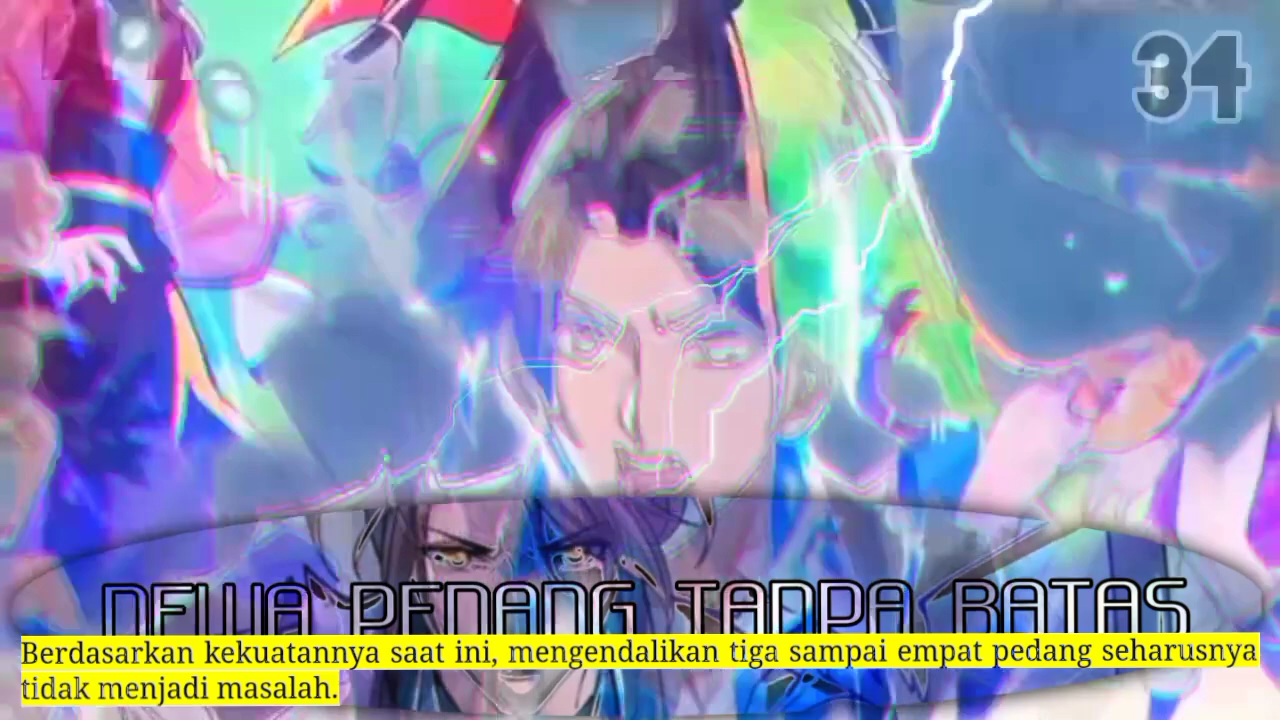 34
DEWA PEDANG TANPA BATAS
Berdasarkan kekuatannya saat ini, mengendalikan tiga sampai empat pedang seharusnya
tidak menjadi masalah.